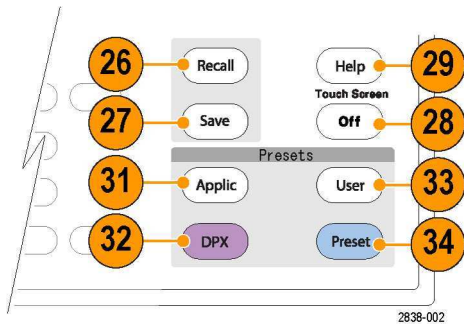 26 Recall Help 29
Touch Screen
27 Save Off 28
Presets
31 Applic User 33
32 DPX Preset 34
2838-002